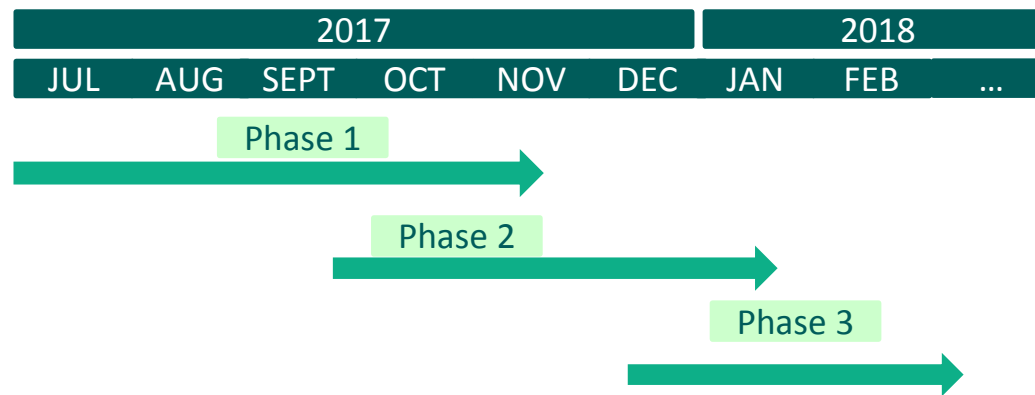 2017 2018
JUL AUG SEPT OCT NOV DEC JAN FEB ...
Phase 1
Phase 2
Phase 3